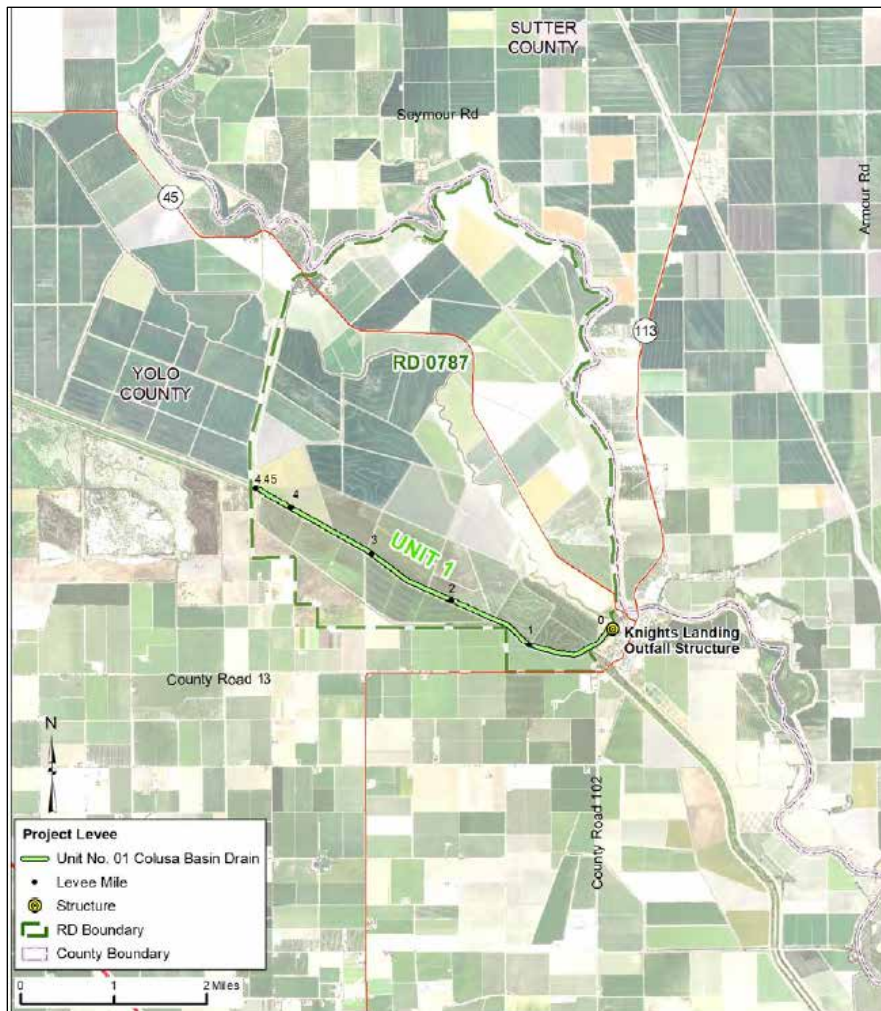 SUTTER
COUNTY
Seymour Rd
45
Armour Rd
113
RD 0787
YOLO
COUNTY
4.45
4
3
UNIT 1
2
1
0
Knights Landing
Outfall Structure
County Road 13
N
County Road 102
Project Levee
Unit No. 01 Colusa Basin Drain
Levee Mile
Structure
RD Boundary
County Boundary
0 1 2 Miles